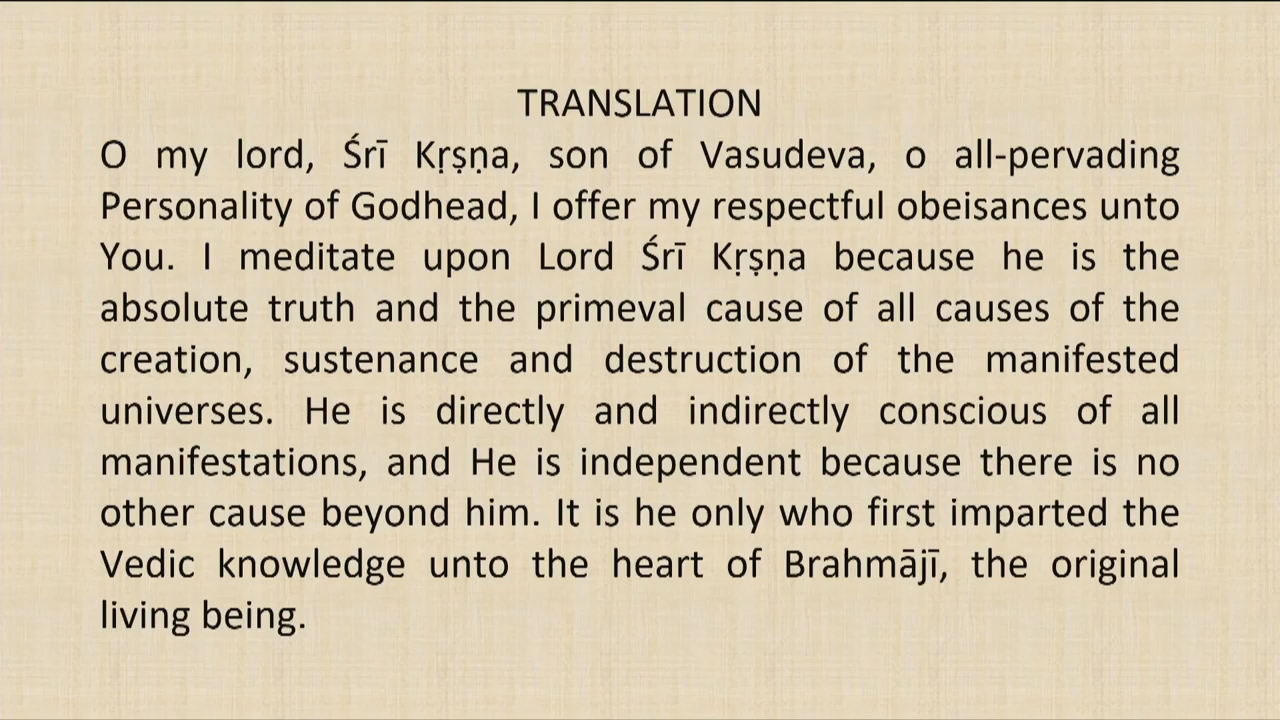 TRANSLATION
O my lord, Śrī Kṛṣṇa, son of Vasudeva, o all-pervading
Personality of Godhead, I offer my respectful obeisances unto
You. I meditate upon Lord Śrī Kṛṣṇa because he is the
absolute truth and the primeval cause of all causes of the
creation, sustenance and destruction of the manifested
universes. He is directly and indirectly conscious of all
manifestations, and He is independent because there is no
other cause beyond him. It is he only who first imparted the
Vedic knowledge unto the heart of Brahmājī, the original
living being.